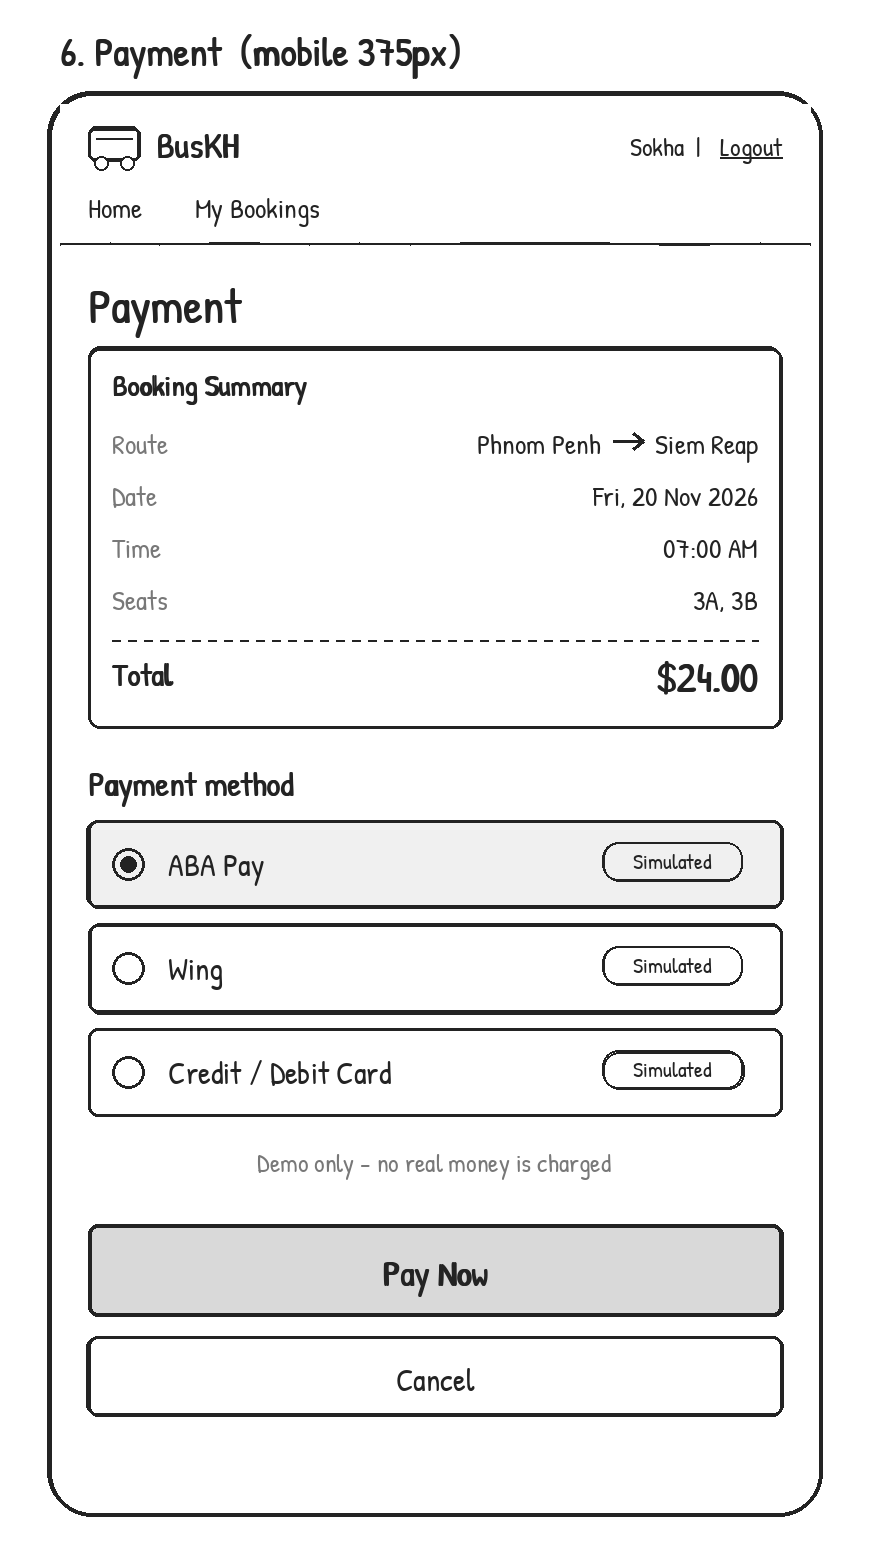 6. Payment (mobile 375px)
BusKH
Sokha | Logout
Home My Bookings
Payment
Booking Summary
Route Phnom Penh → Siem Reap
Date Fri, 20 Nov 2026
Time 07:00 AM
Seats 3A, 3B
Total $24.00
Payment method
ABA Pay Simulated
Wing Simulated
Credit / Debit Card Simulated
Demo only – no real money is charged
Pay Now
Cancel